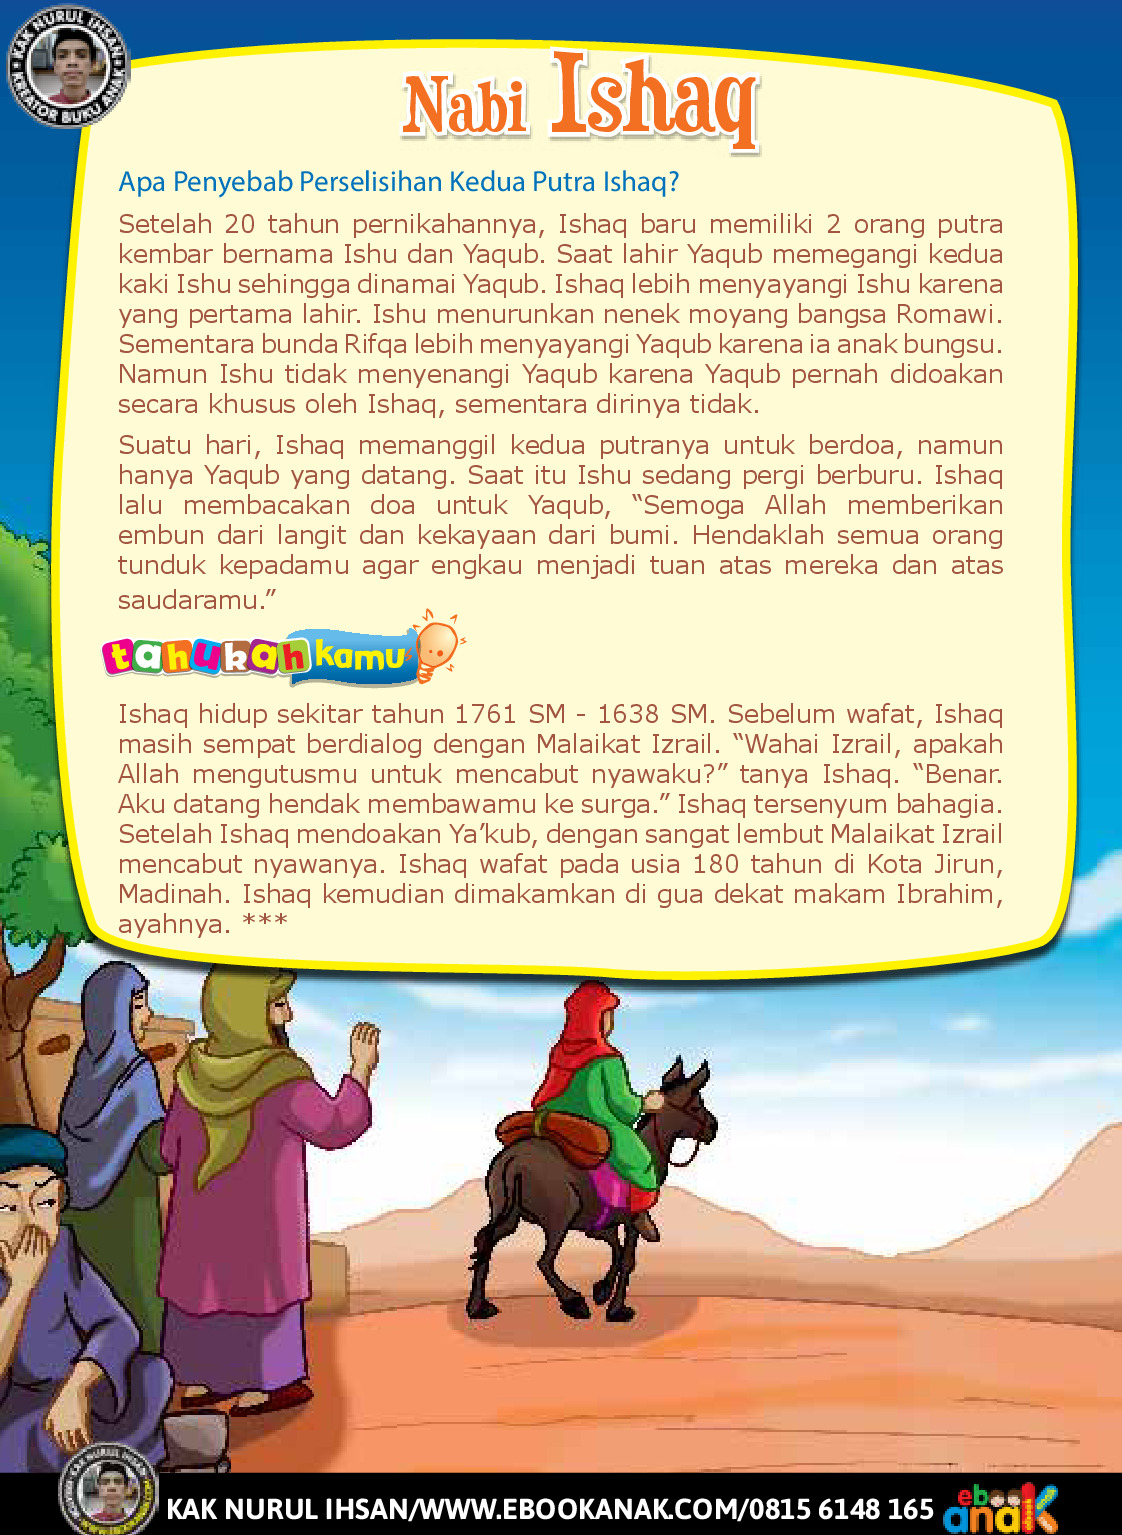 KAK NURUL IHSAN
KREATOR BUKU ANAK
Nabi Ishaq
Apa Penyebab Perselisihan Kedua Putra Ishaq?
Setelah 20 tahun pernikahannya, Ishaq baru memiliki 2 orang putra
kembar bernama Ishu dan Yaqub. Saat lahir Yaqub memegangi kedua
kaki Ishu sehingga dinamai Yaqub. Ishaq lebih menyayangi Ishu karena
yang pertama lahir. Ishu menurunkan nenek moyang bangsa Romawi.
Sementara bunda Rifqa lebih menyayangi Yaqub karena ia anak bungsu.
Namun Ishu tidak menyenangi Yaqub karena Yaqub pernah didoakan
secara khusus oleh Ishaq, sementara dirinya tidak.
Suatu hari, Ishaq memanggil kedua putranya untuk berdoa, namun
hanya Yaqub yang datang. Saat itu Ishu sedang pergi berburu. Ishaq
lalu membacakan doa untuk Yaqub, “Semoga Allah memberikan
embun dari langit dan kekayaan dari bumi. Hendaklah semua orang
tunduk kepadamu agar engkau menjadi tuan atas mereka dan atas
saudaramu.”
tahukah kamu
Ishaq hidup sekitar tahun 1761 SM - 1638 SM. Sebelum wafat, Ishaq
masih sempat berdialog dengan Malaikat Izrail. “Wahai Izrail, apakah
Allah mengutusmu untuk mencabut nyawaku?” tanya Ishaq. “Benar.
Aku datang hendak membawamu ke surga.” Ishaq tersenyum bahagia.
Setelah Ishaq mendoakan Ya’kub, dengan sangat lembut Malaikat Izrail
mencabut nyawanya. Ishaq wafat pada usia 180 tahun di Kota Jirun,
Madinah. Ishaq kemudian dimakamkan di gua dekat makam Ibrahim,
ayahnya. ***
KAK NURUL IHSAN/WWW.EBOOKANAK.COM/0815 6148 165
ebook
anak